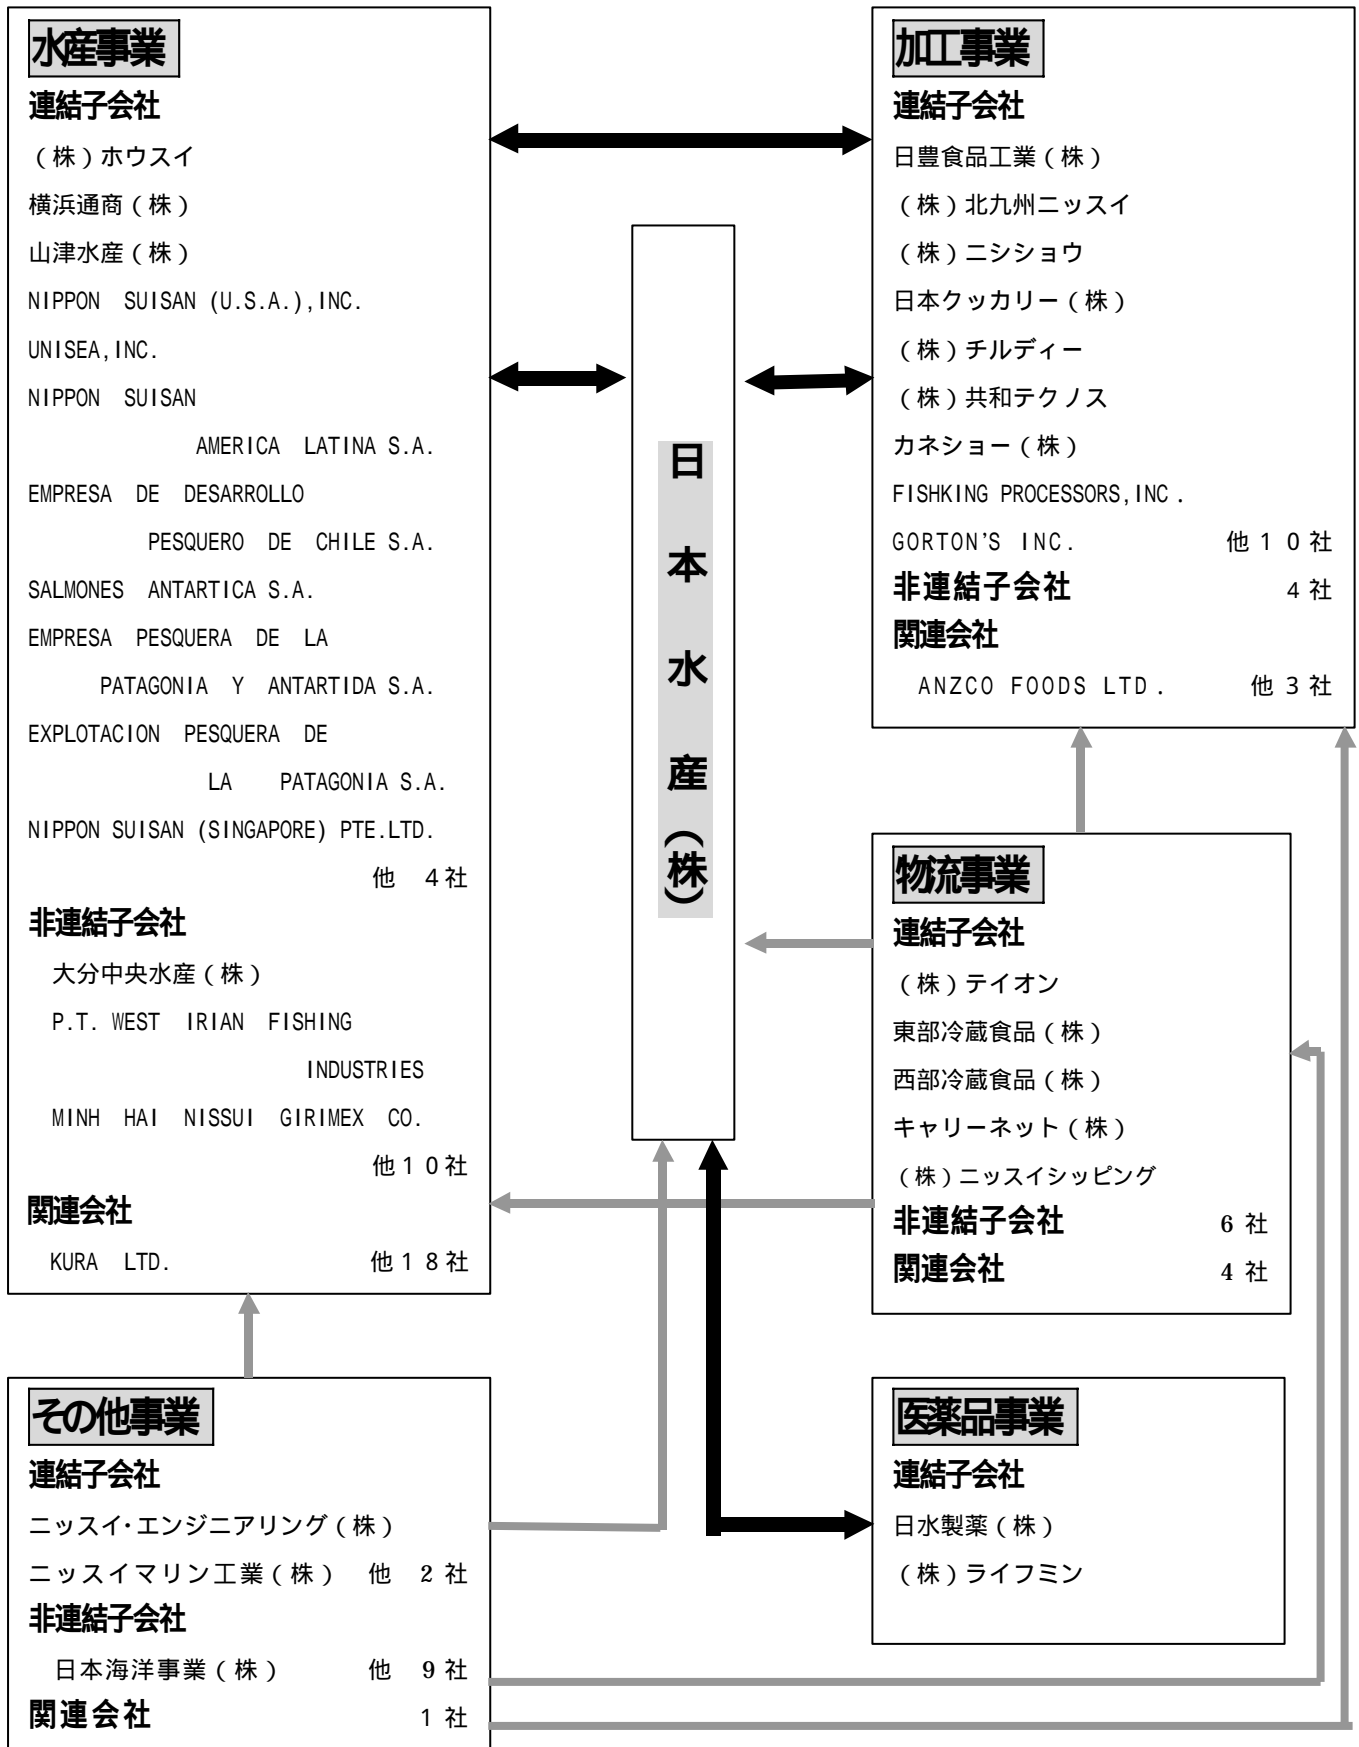 水産事業
連結子会社
（株）ホウスイ
横浜通商（株）
山津水産（株）
NIPPON SUISAN (U.S.A.),INC.
UNISEA,INC.
NIPPON SUISAN
AMERICA LATINA S.A.
EMPRESA DE DESARROLLO
PESQUERO DE CHILE S.A.
SALMONES ANTARTICA S.A.
EMPRESA PESQUERA DE LA
PATAGONIA Y ANTARTIDA S.A.
EXPLOTACION PESQUERA DE
LA PATAGONIA S.A.
NIPPON SUISAN (SINGAPORE) PTE.LTD.
他 4社
非連結子会社
大分中央水産（株）
P.T. WEST IRIAN FISHING
INDUSTRIES
MINH HAI NISSUI GIRIMEX CO.
他10社
関連会社
KURA LTD. 他18社
日本水産（株）
加工事業
連結子会社
日豊食品工業（株）
（株）北九州ニッスイ
（株）ニシショウ
日本クッカリー（株）
（株）チルディー
（株）共和テクノス
カネショー（株）
FISHKING PROCESSORS,INC.
GORTON'S INC. 他10社
非連結子会社 4社
関連会社
ANZCO FOODS LTD. 他3社
物流事業
連結子会社
（株）テイオン
東部冷蔵食品（株）
西部冷蔵食品（株）
キャリーネット（株）
（株）ニッスイシッピング
非連結子会社 6社
関連会社 4社
その他事業
連結子会社
ニッスイ・エンジニアリング（株）
ニッスイマリン工業（株） 他 2社
非連結子会社
日本海洋事業（株） 他 9社
関連会社 1社
医薬品事業
連結子会社
日水製薬（株）
（株）ライフミン